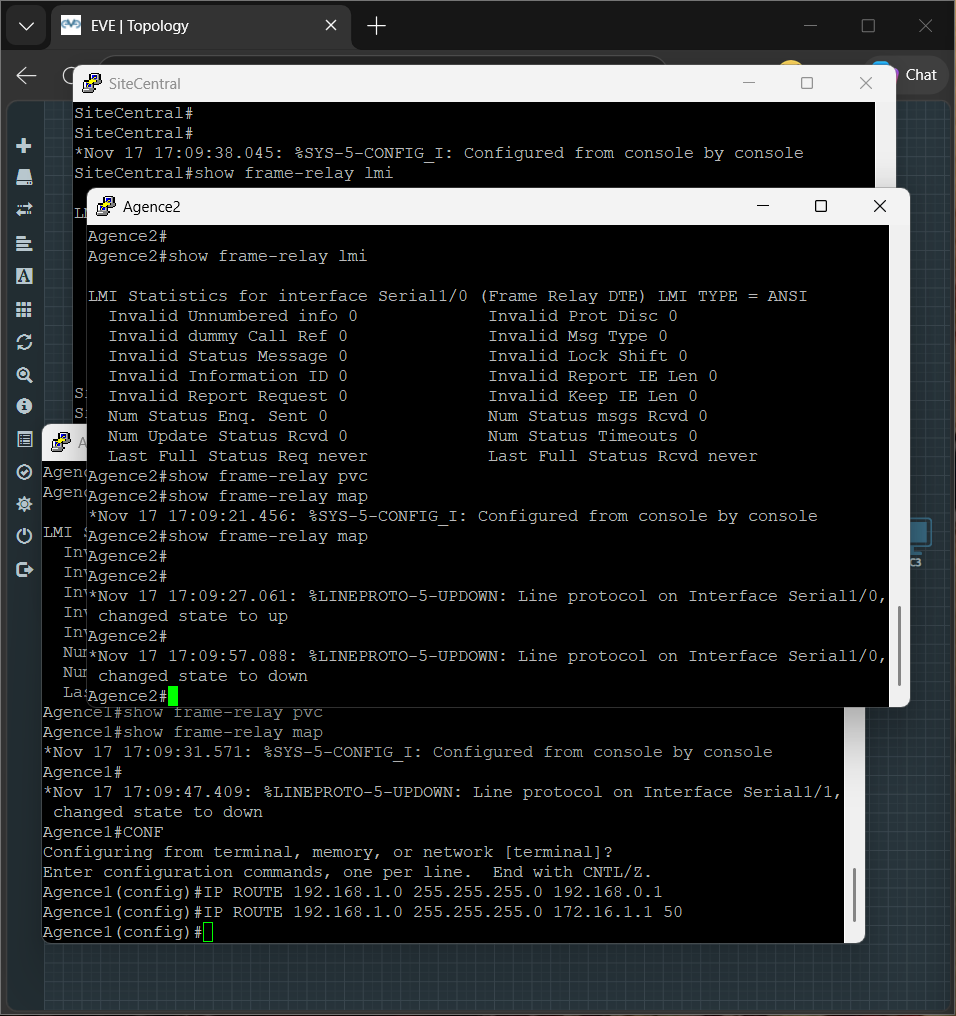 EVE | Topology
Chat
SiteCentral
SiteCentral#
SiteCentral#
*Nov 17 17:09:38.045: %SYS-5-CONFIG_I: Configured from console by console
SiteCentral#show frame-relay lmi
Agence2
Agence2#
Agence2#show frame-relay lmi
LMI Statistics for interface Serial1/0 (Frame Relay DTE) LMI TYPE = ANSI
Invalid Unnumbered info 0 Invalid Prot Disc 0
Invalid dummy Call Ref 0 Invalid Msg Type 0
Invalid Status Message 0 Invalid Lock Shift 0
Invalid Information ID 0 Invalid Report IE Len 0
Invalid Report Request 0 Invalid Keep IE Len 0
Num Status Enq. Sent 0 Num Status msgs Rcvd 0
Num Update Status Rcvd 0 Num Status Timeouts 0
Last Full Status Req never Last Full Status Rcvd never
Agence2#show frame-relay pvc
Agence2#show frame-relay map
*Nov 17 17:09:21.456: %SYS-5-CONFIG_I: Configured from console by console
Agence2#show frame-relay map
Agence2#
Agence2#
*Nov 17 17:09:27.061: %LINEPROTO-5-UPDOWN: Line protocol on Interface Serial1/0,
changed state to up
Agence2#
*Nov 17 17:09:57.088: %LINEPROTO-5-UPDOWN: Line protocol on Interface Serial1/0,
changed state to down
Agence2#
LMI
Agence1#show frame-relay pvc
Agence1#show frame-relay map
*Nov 17 17:09:31.571: %SYS-5-CONFIG_I: Configured from console by console
Agence1#
*Nov 17 17:09:47.409: %LINEPROTO-5-UPDOWN: Line protocol on Interface Serial1/1,
changed state to down
Agence1#CONF
Configuring from terminal, memory, or network [terminal]?
Enter configuration commands, one per line. End with CNTL/Z.
Agence1(config)#IP ROUTE 192.168.1.0 255.255.255.0 192.168.0.1
Agence1(config)#IP ROUTE 192.168.1.0 255.255.255.0 172.16.1.1 50
Agence1(config)#